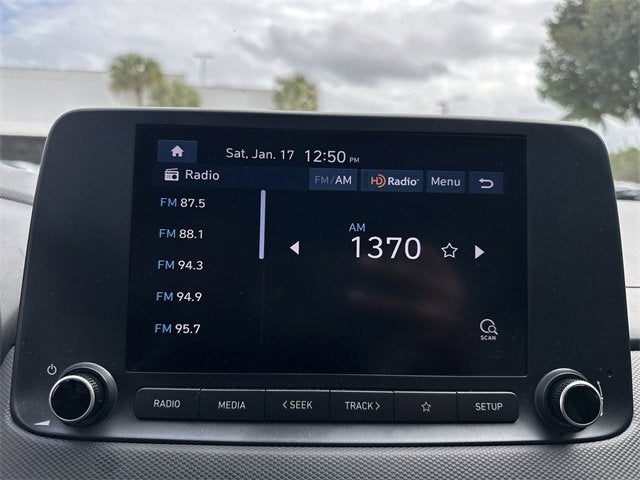 Sat, Jan. 17 12:50 PM
Radio FM/AM HD Radio Menu
FM 87.5
FM 88.1
FM 94.3
FM 94.9
FM 95.7
AM
1370
SCAN
RADIO MEDIA < SEEK TRACK > SETUP